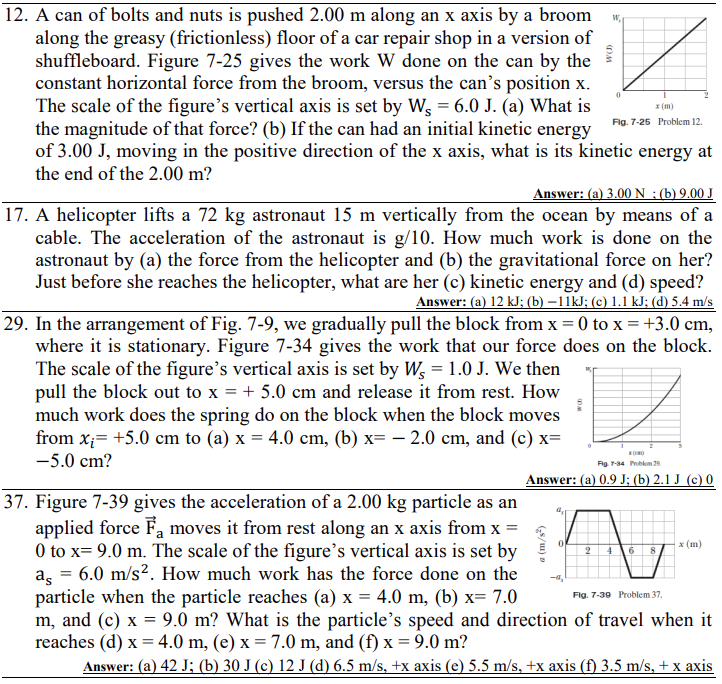 12. A can of bolts and nuts is pushed 2.00 m along an x axis by a broom
along the greasy (frictionless) floor of a car repair shop in a version of
shuffleboard. Figure 7-25 gives the work W done on the can by the
constant horizontal force from the broom, versus the can's position x.
The scale of the figure's vertical axis is set by Wₛ = 6.0 J. (a) What is
the magnitude of that force? (b) If the can had an initial kinetic energy
of 3.00 J, moving in the positive direction of the x axis, what is its kinetic energy at
the end of the 2.00 m?
Wₛ
W (J)
0 1 2
x (m)
Fig. 7-25 Problem 12.
Answer: (a) 3.00 N ; (b) 9.00 J
17. A helicopter lifts a 72 kg astronaut 15 m vertically from the ocean by means of a
cable. The acceleration of the astronaut is g/10. How much work is done on the
astronaut by (a) the force from the helicopter and (b) the gravitational force on her?
Just before she reaches the helicopter, what are her (c) kinetic energy and (d) speed?
Answer: (a) 12 kJ; (b) −11kJ; (c) 1.1 kJ; (d) 5.4 m/s
29. In the arrangement of Fig. 7-9, we gradually pull the block from x = 0 to x = +3.0 cm,
where it is stationary. Figure 7-34 gives the work that our force does on the block.
The scale of the figure's vertical axis is set by Wₛ = 1.0 J. We then
pull the block out to x = + 5.0 cm and release it from rest. How
much work does the spring do on the block when the block moves
from xᵢ= +5.0 cm to (a) x = 4.0 cm, (b) x= − 2.0 cm, and (c) x=
−5.0 cm?
Wₛ
W (J)
0 1 2 3
x (cm)
Fig. 7-34 Problem 29.
Answer: (a) 0.9 J; (b) 2.1 J (c) 0
37. Figure 7-39 gives the acceleration of a 2.00 kg particle as an
applied force F⃗ₐ moves it from rest along an x axis from x =
0 to x= 9.0 m. The scale of the figure's vertical axis is set by
aₛ = 6.0 m/s². How much work has the force done on the
particle when the particle reaches (a) x = 4.0 m, (b) x= 7.0
m, and (c) x = 9.0 m? What is the particle's speed and direction of travel when it
reaches (d) x = 4.0 m, (e) x = 7.0 m, and (f) x = 9.0 m?
aₛ
a (m/s²)
0 2 4 6 8 x (m)
−aₛ
Fig. 7-39 Problem 37.
Answer: (a) 42 J; (b) 30 J (c) 12 J (d) 6.5 m/s, +x axis (e) 5.5 m/s, +x axis (f) 3.5 m/s, + x axis